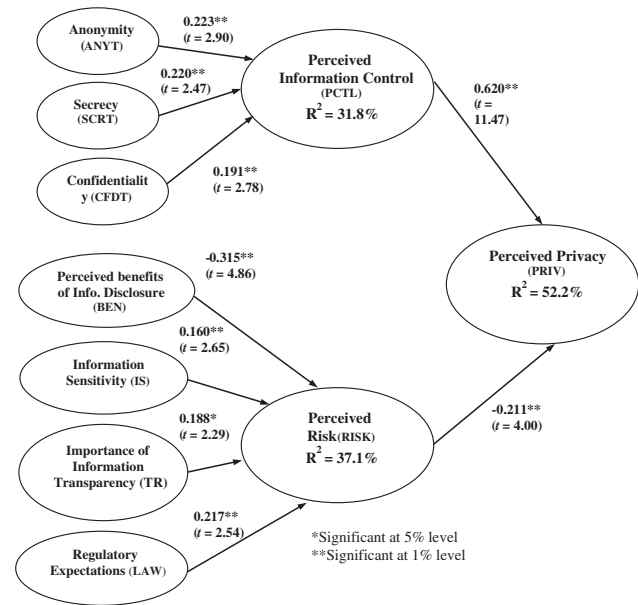 Anonymity
(ANYT)
0.223**
(t = 2.90)
Secrecy
(SCRT)
0.220**
(t = 2.47)
Confidentialit
y (CFDT)
0.191**
(t = 2.78)
Perceived
Information Control
(PCTL)
R² = 31.8%
0.620**
(t =
11.47)
Perceived Privacy
(PRIV)
R² = 52.2%
Perceived benefits
of Info. Disclosure
(BEN)
-0.315**
(t = 4.86)
Information
Sensitivity (IS)
0.160**
(t = 2.65)
Importance of
Information
Transparency (TR)
0.188*
(t = 2.29)
Regulatory
Expectations (LAW)
0.217**
(t = 2.54)
Perceived
Risk(RISK)
R² = 37.1%
-0.211**
(t = 4.00)
*Significant at 5% level
**Significant at 1% level